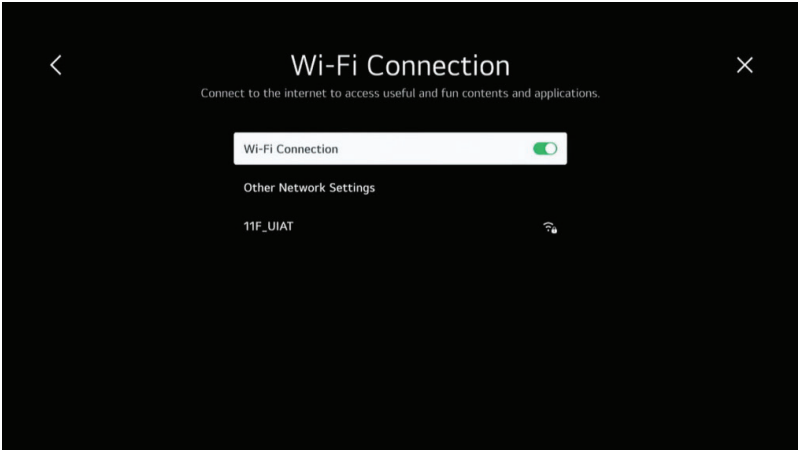 Wi-Fi Connection
Connect to the internet to access useful and fun contents and applications.
Wi-Fi Connection
Other Network Settings
11F_UIAT